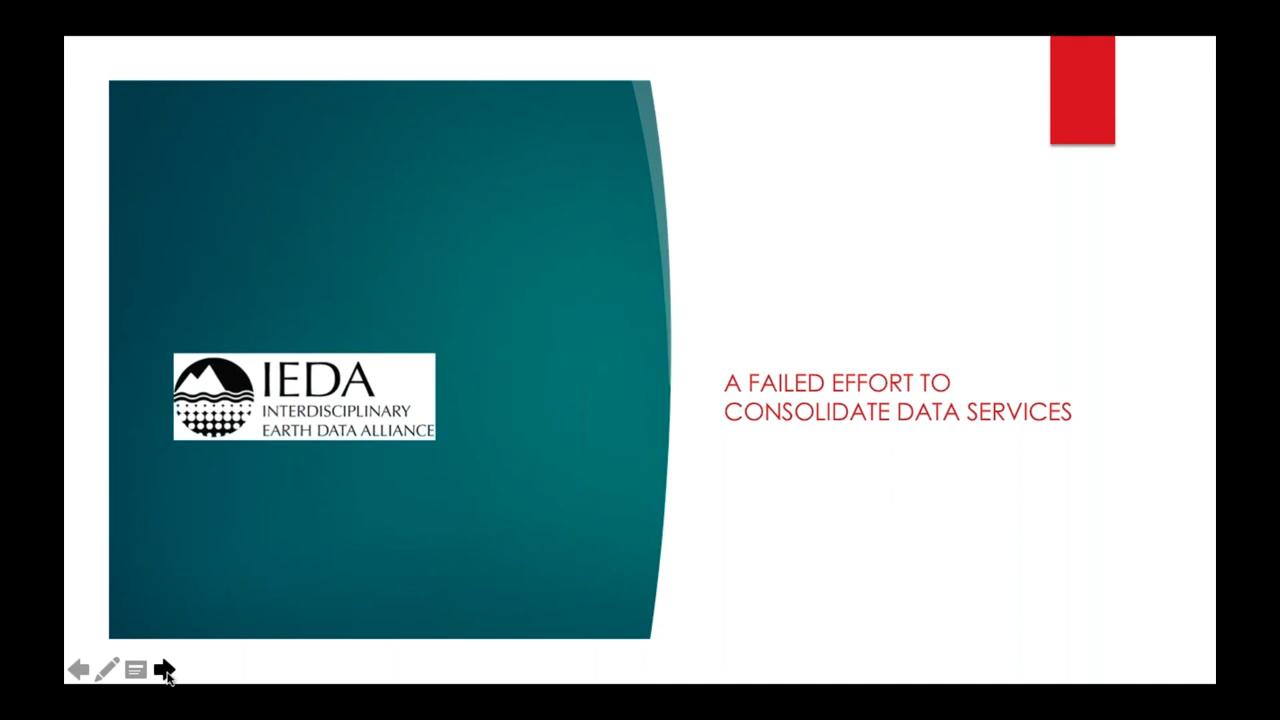 IEDA
INTERDISCIPLINARY
EARTH DATA ALLIANCE
A FAILED EFFORT TO
CONSOLIDATE DATA SERVICES